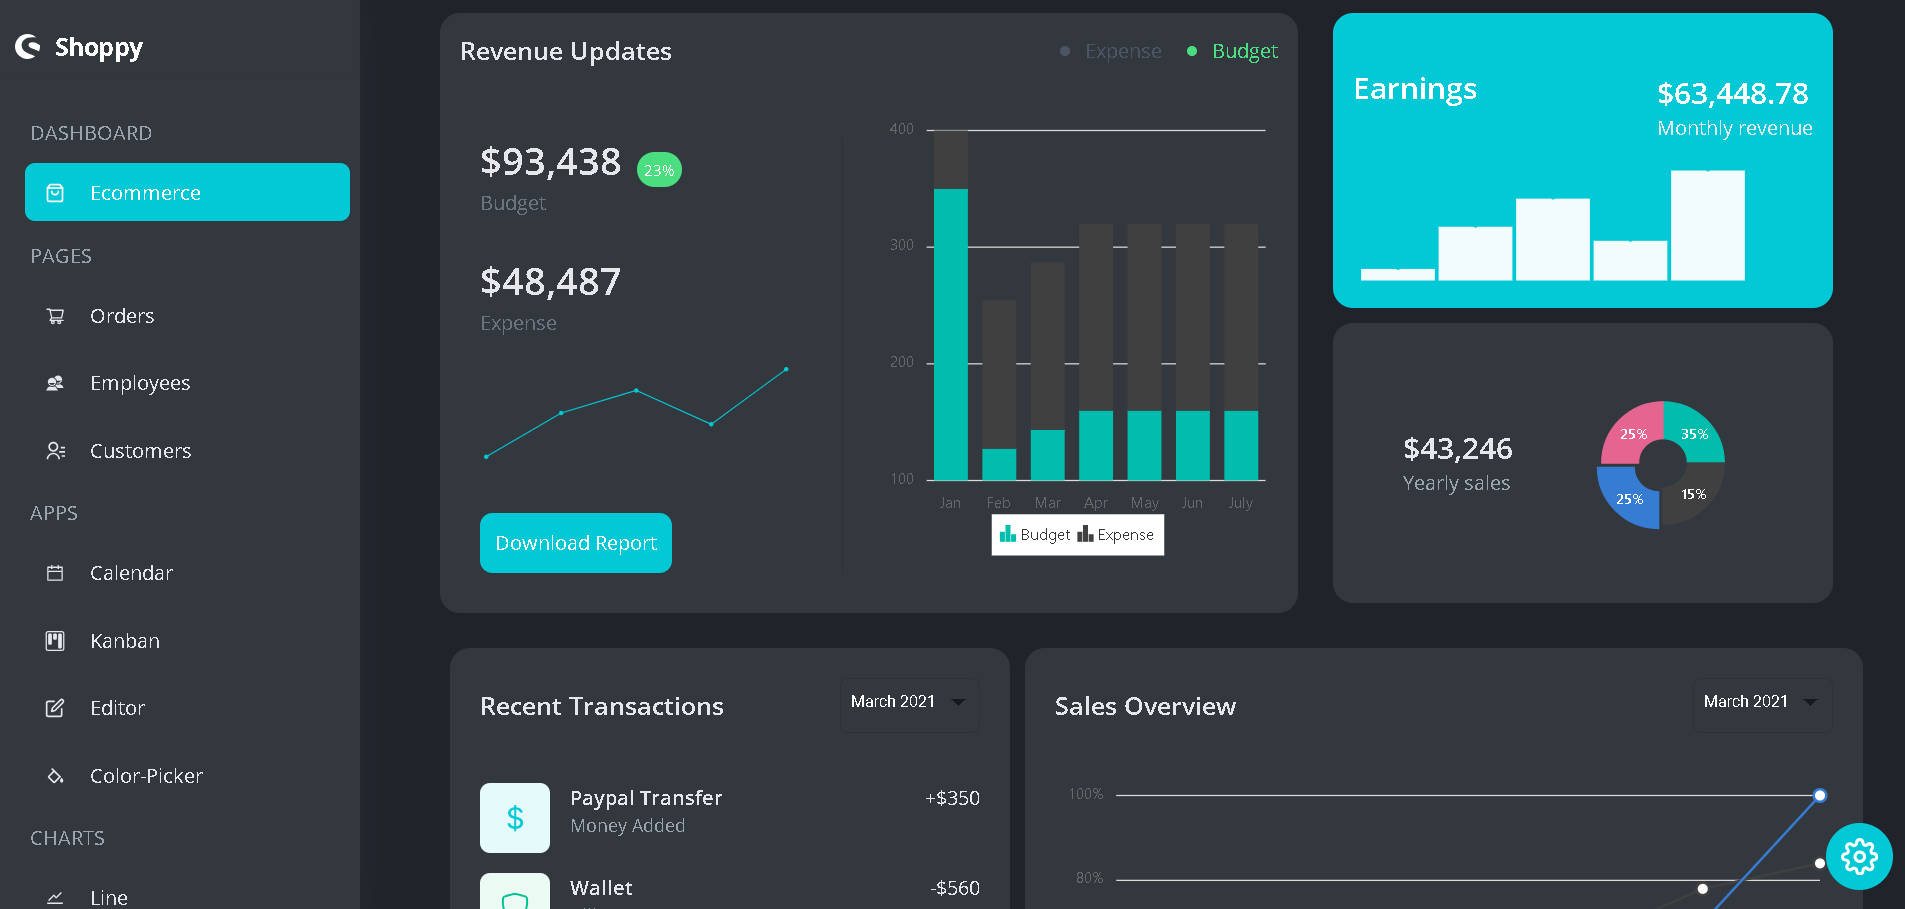 Shoppy
DASHBOARD
Ecommerce
PAGES
Orders
Employees
Customers
APPS
Calendar
Kanban
Editor
Color-Picker
CHARTS
Line
Revenue Updates
Expense
Budget
$93,438
23%
Budget
$48,487
Expense
Download Report
400
300
200
100
Jan Feb Mar Apr May Jun July
Budget Expense
Earnings
$63,448.78
Monthly revenue
$43,246
Yearly sales
25%
35%
25%
15%
Recent Transactions
March 2021
Paypal Transfer
+$350
Money Added
Wallet
-$560
Sales Overview
March 2021
100%
80%